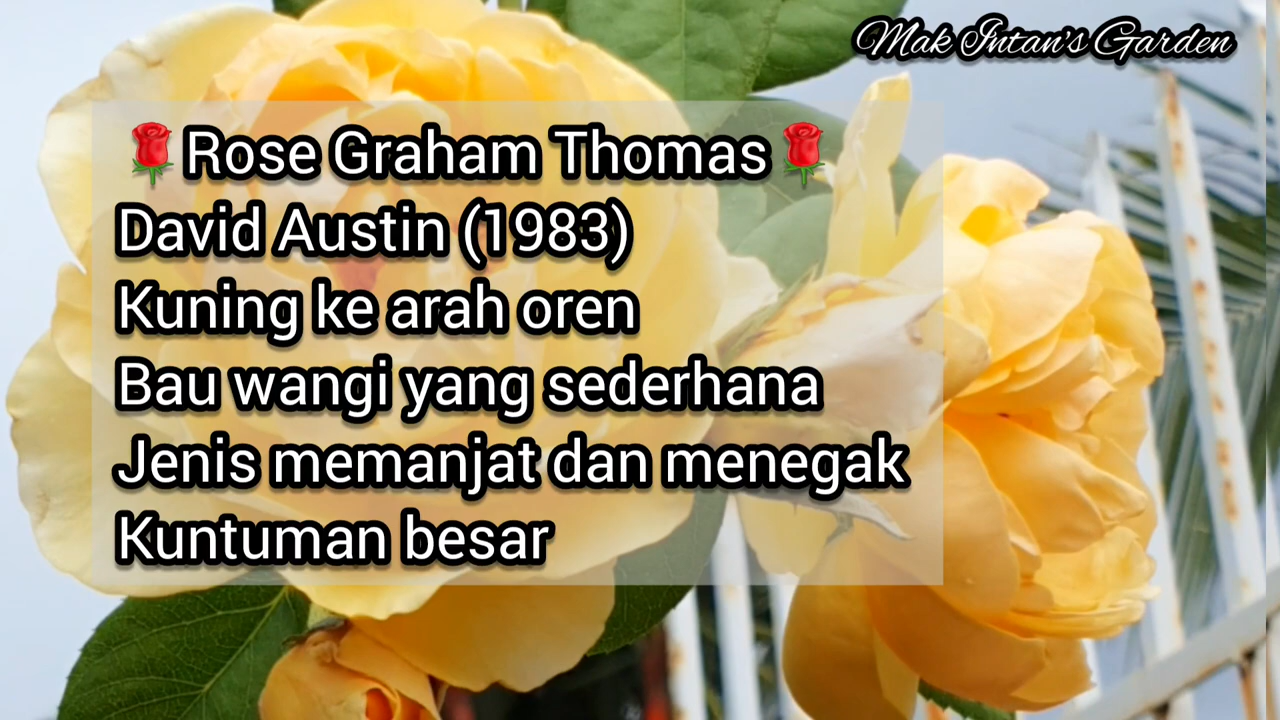 Mak Intan's Garden
🌹Rose Graham Thomas🌹
David Austin (1983)
Kuning ke arah oren
Bau wangi yang sederhana
Jenis memanjat dan menegak
Kuntuman besar